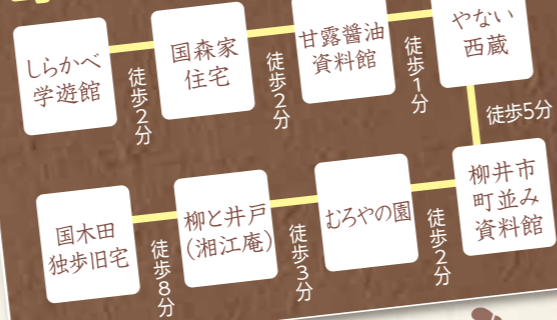 しらかべ
学遊館
徒歩2分
国森家
住宅
徒歩2分
甘露醤油
資料館
徒歩1分
やない
西蔵
徒歩5分
柳井市
町並み
資料館
徒歩2分
むろやの園
徒歩3分
柳と井戸
(湘江庵)
徒歩8分
国木田
独歩旧宅